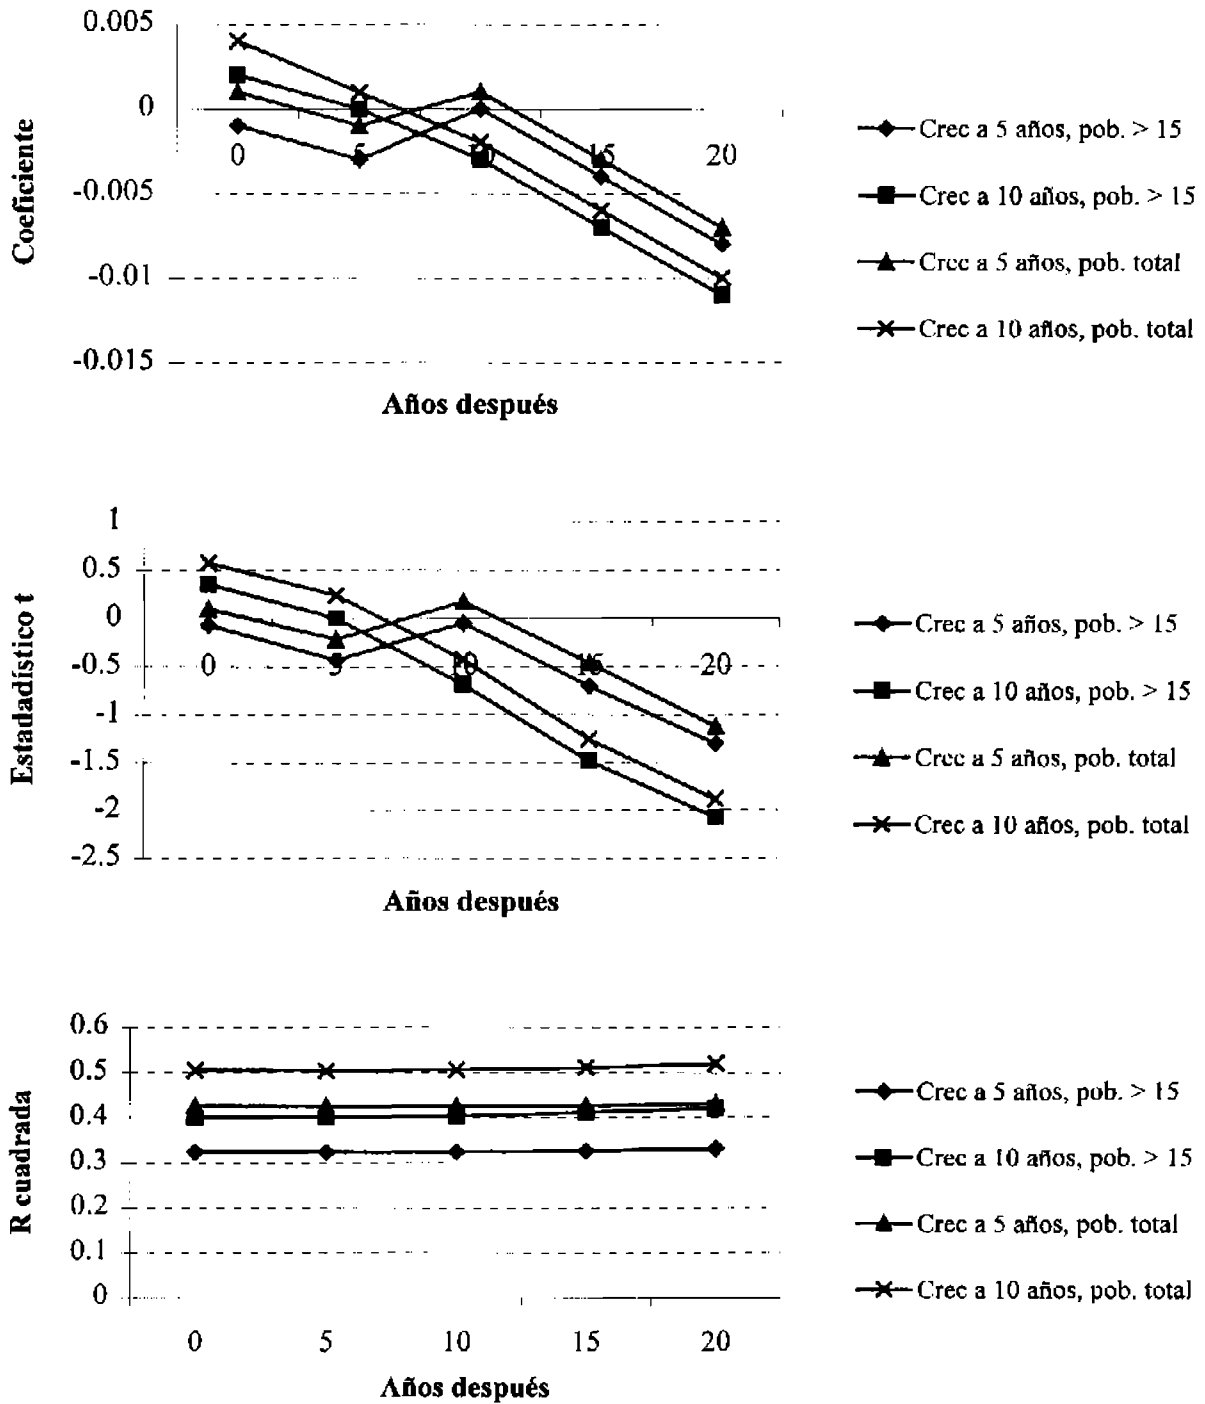 0.005
0
-0.005
-0.01
-0.015
Coeficiente
0 5 10 15 20
Años después
Crec a 5 años, pob. > 15
Crec a 10 años, pob. > 15
Crec a 5 años, pob. total
Crec a 10 años, pob. total
1
0.5
0
-0.5
-1
-1.5
-2
-2.5
Estadadístico t
0 5 10 15 20
Años después
Crec a 5 años, pob. > 15
Crec a 10 años, pob. > 15
Crec a 5 años, pob. total
Crec a 10 años, pob. total
0.6
0.5
0.4
0.3
0.2
0.1
0
R cuadrada
0 5 10 15 20
Años después
Crec a 5 años, pob. > 15
Crec a 10 años, pob. > 15
Crec a 5 años, pob. total
Crec a 10 años, pob. total